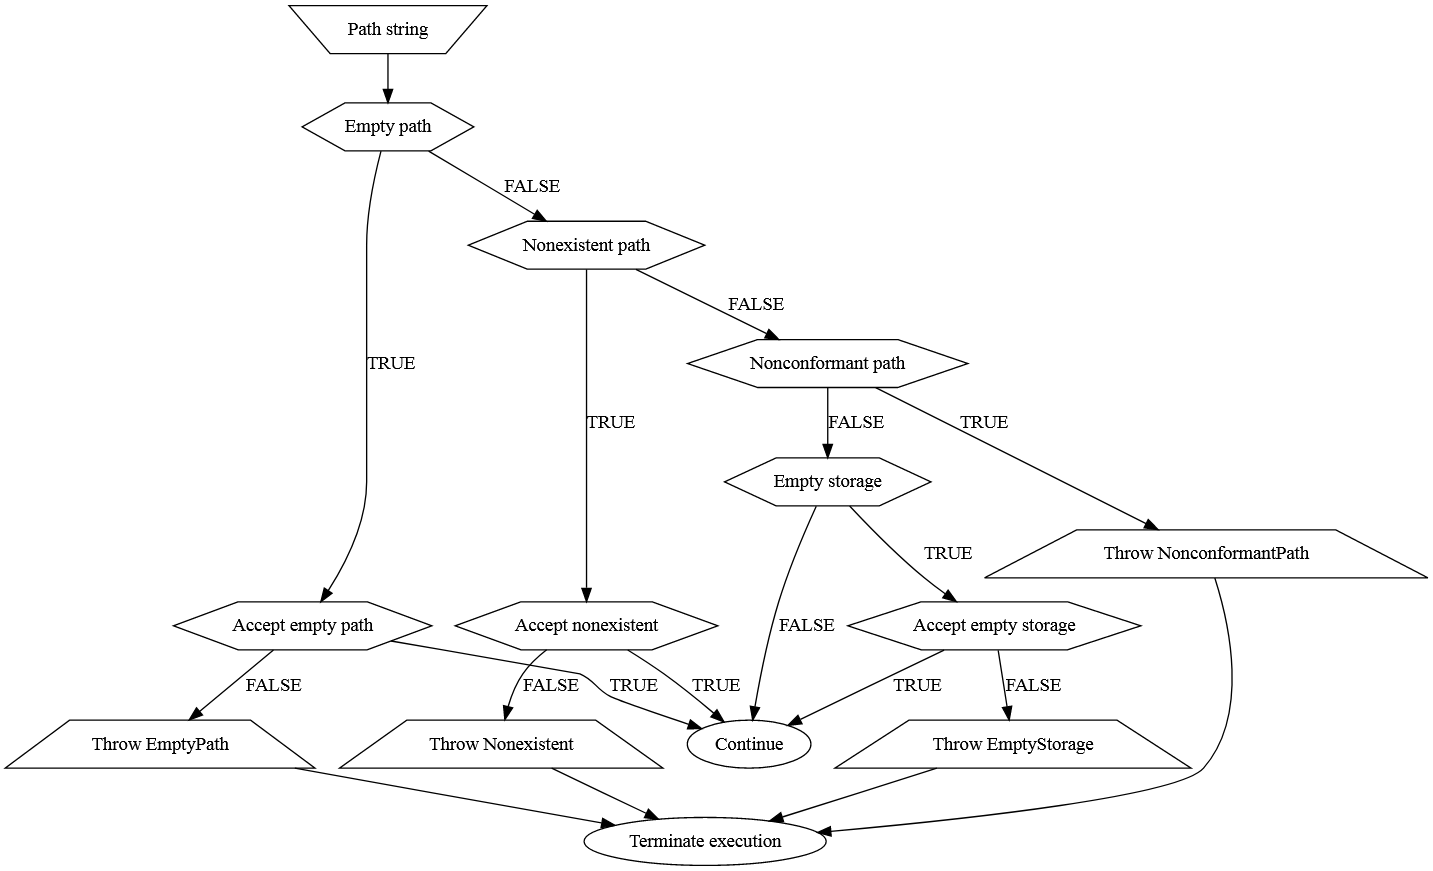 Path string
Empty path
FALSE
Nonexistent path
FALSE
TRUE
Nonconformant path
TRUE
FALSE
TRUE
Empty storage
TRUE
Throw NonconformantPath
FALSE
Accept empty path
Accept nonexistent
Accept empty storage
FALSE
TRUE
FALSE
TRUE
TRUE
FALSE
Throw EmptyPath
Throw Nonexistent
Continue
Throw EmptyStorage
Terminate execution